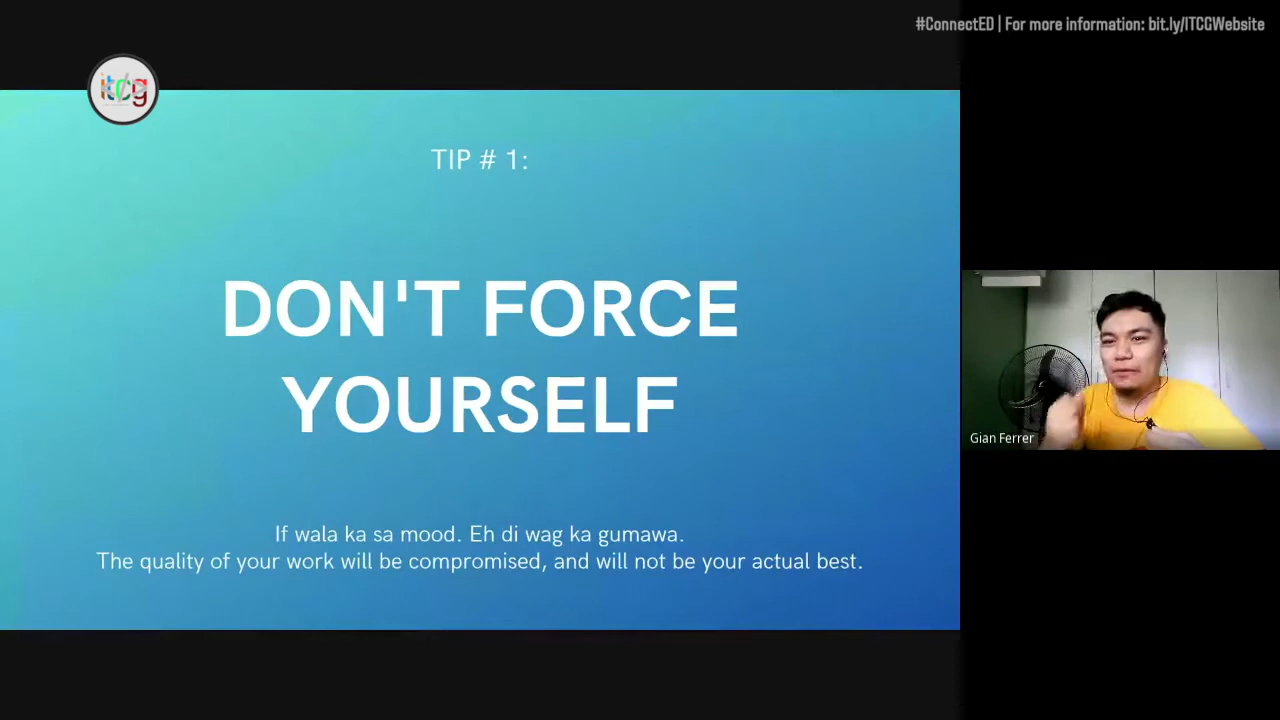 #ConnectED | For more information: bit.ly/ITCGWebsite
itcg
TIP # 1:
DON'T FORCE
YOURSELF
If wala ka sa mood. Eh di wag ka gumawa.
The quality of your work will be compromised, and will not be your actual best.
Gian Ferrer